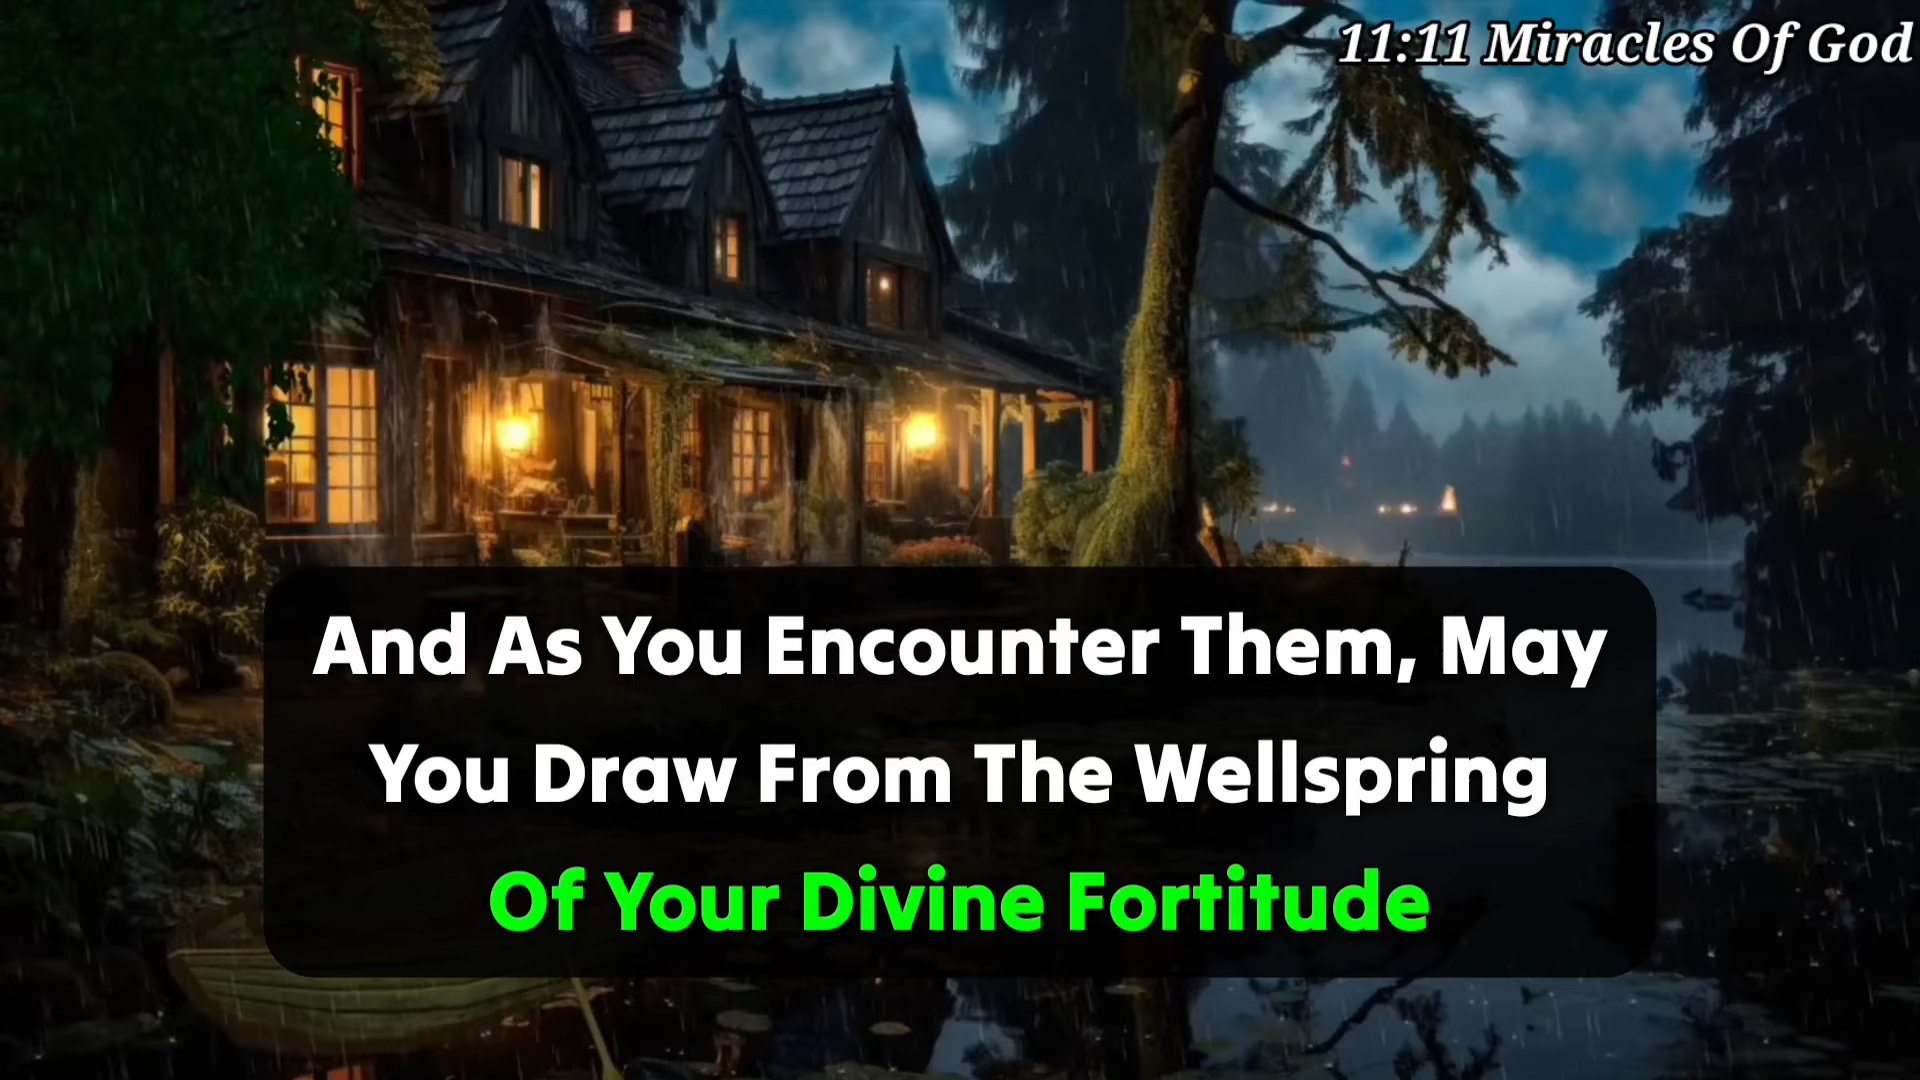 11:11 Miracles Of God
And As You Encounter Them, May
You Draw From The Wellspring
Of Your Divine Fortitude